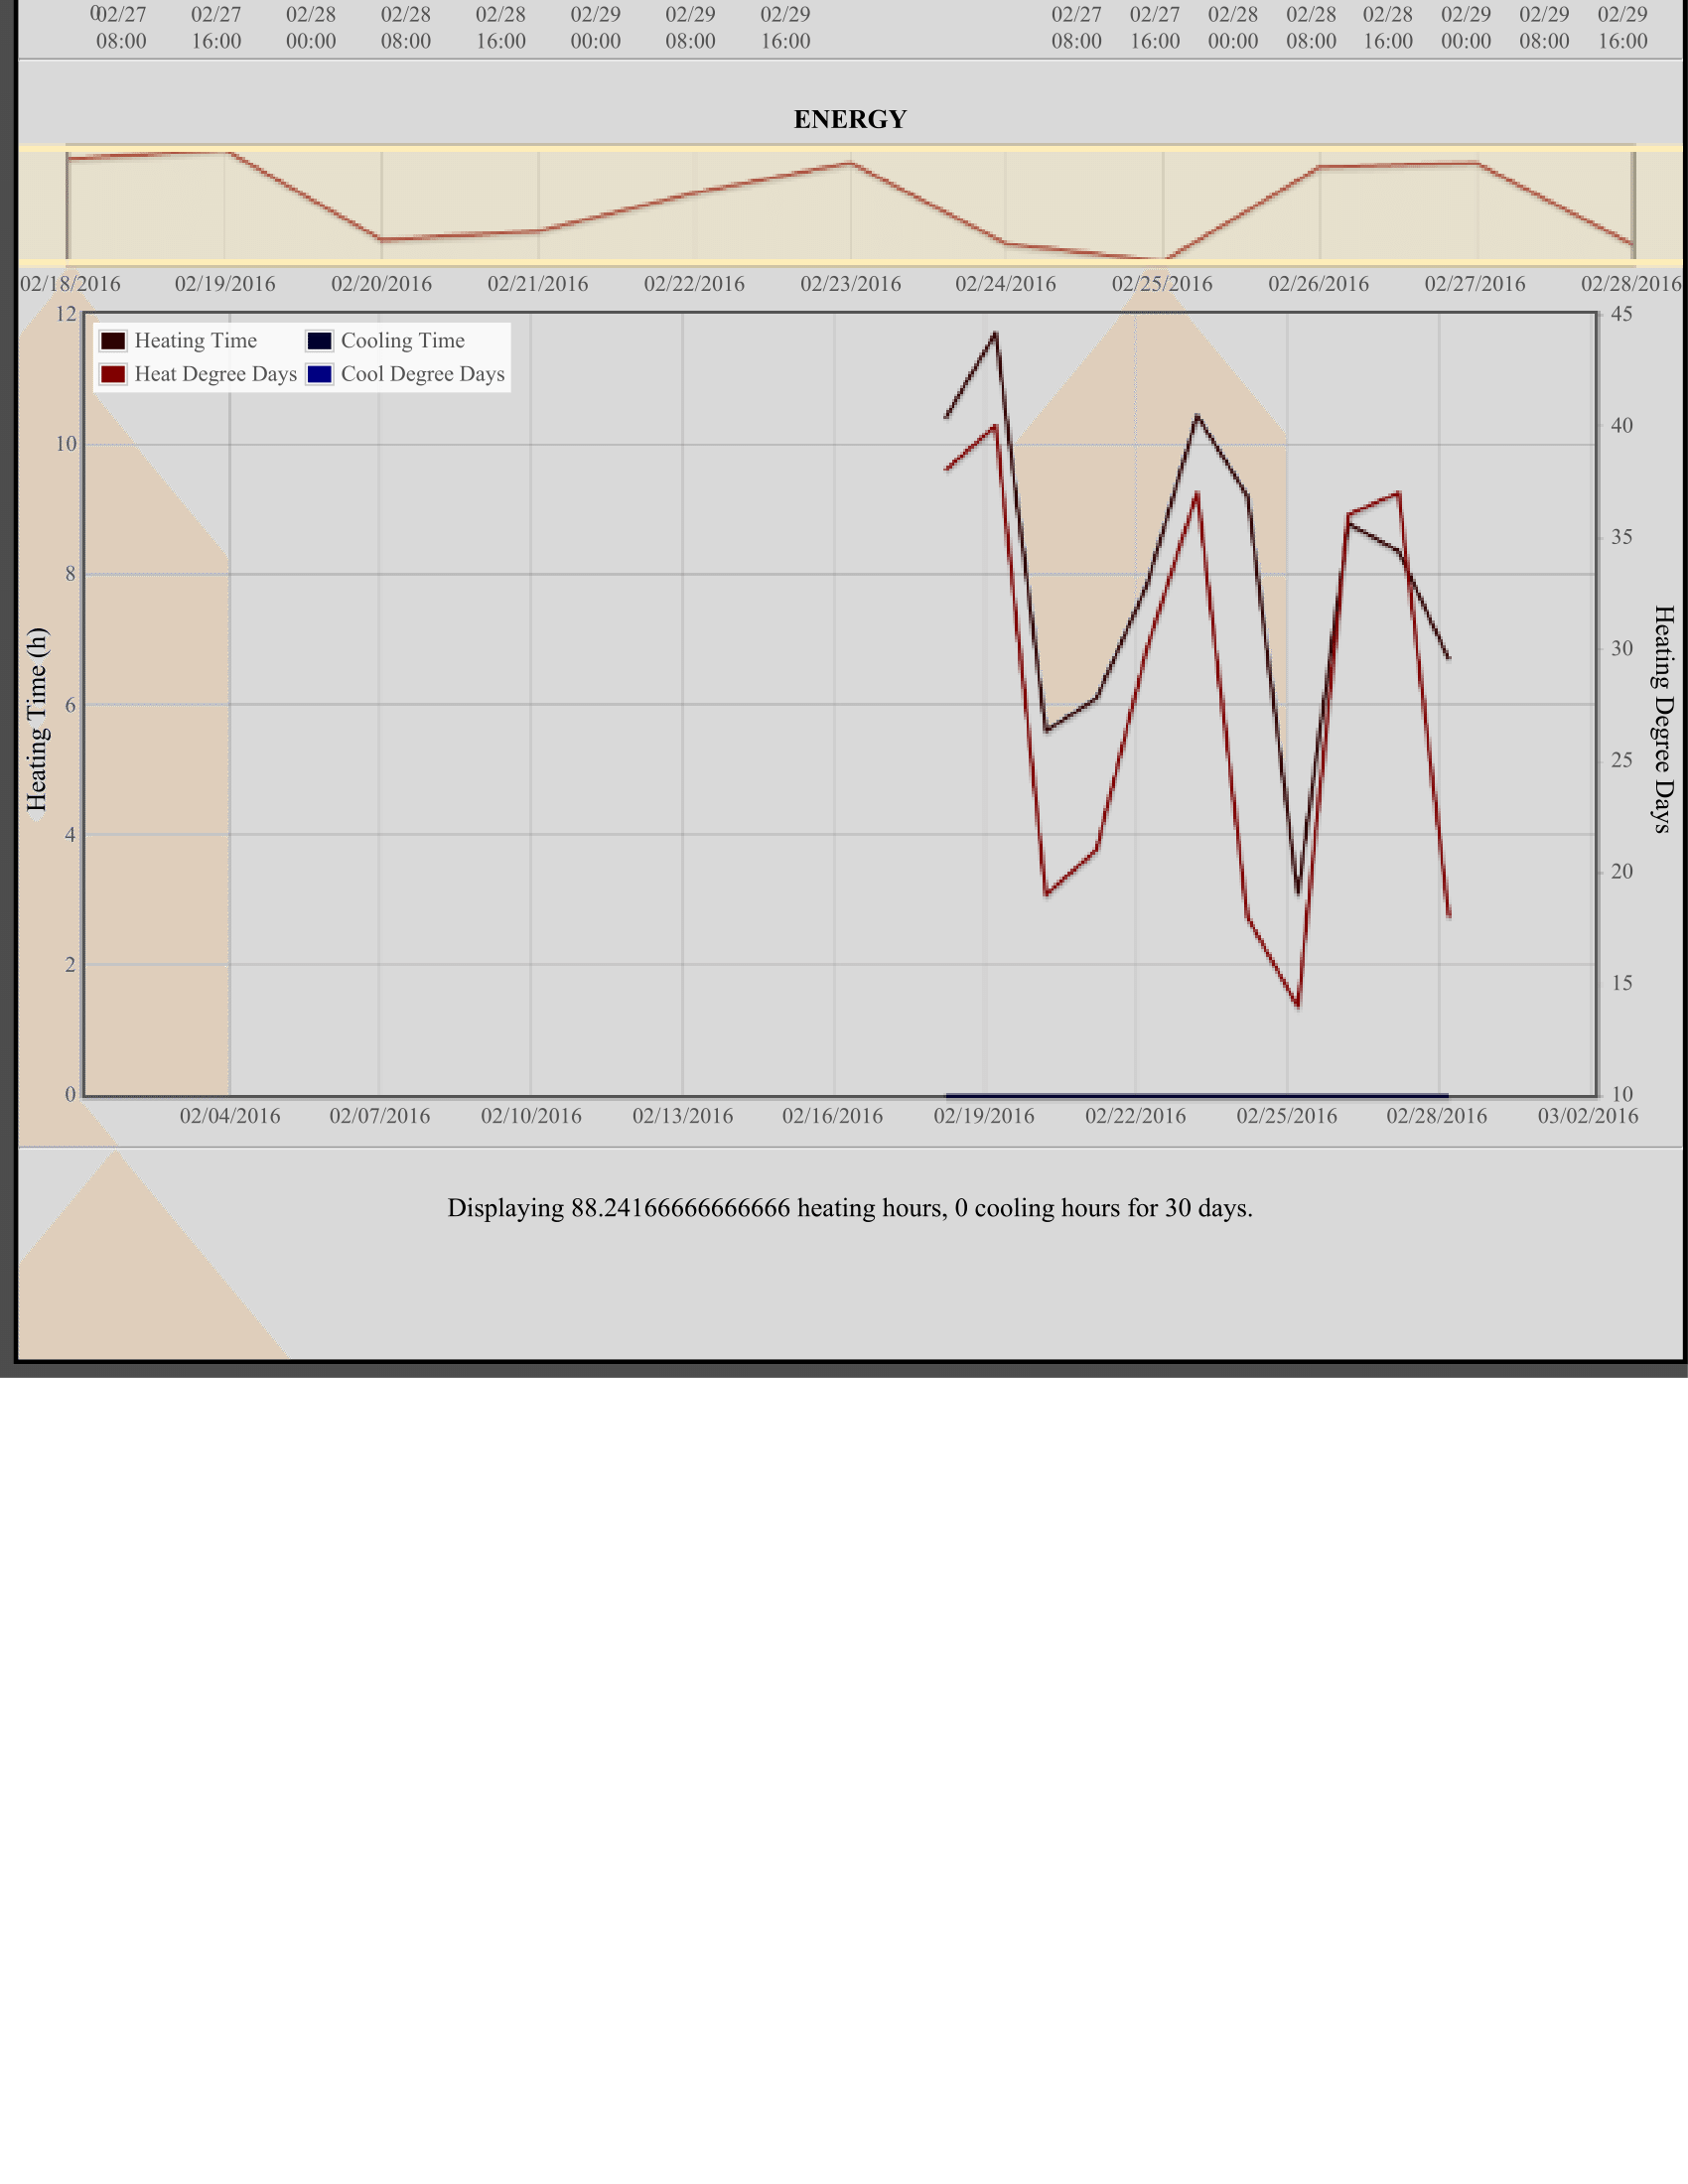 0
02/27 02/27 02/28 02/28 02/28 02/29 02/29 02/29 02/27 02/27 02/28 02/28 02/28 02/29 02/29 02/29
08:00 16:00 00:00 08:00 16:00 00:00 08:00 16:00 08:00 16:00 00:00 08:00 16:00 00:00 08:00 16:00
ENERGY
02/18/2016 02/19/2016 02/20/2016 02/21/2016 02/22/2016 02/23/2016 02/24/2016 02/25/2016 02/26/2016 02/27/2016 02/28/2016
12 45
Heating Time Cooling Time
Heat Degree Days Cool Degree Days
40
10
35
8
30
6
25
4
20
2
15
0 10
Heating Time (h)
Heating Degree Days
02/04/2016 02/07/2016 02/10/2016 02/13/2016 02/16/2016 02/19/2016 02/22/2016 02/25/2016 02/28/2016 03/02/2016
Displaying 88.24166666666666 heating hours, 0 cooling hours for 30 days.